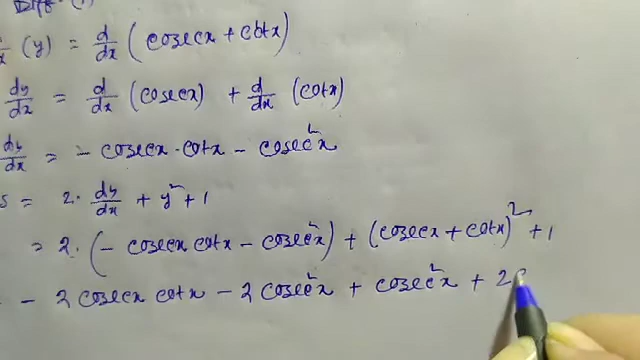 Diff.
(y) = d/dx (cosecx + cotx)
dy/dx = d/dx (cosecx) + d/dx (cotx)
dy/dx = - cosecx · cotx - cosec²x
= 2 · dy/dx + y² + 1
= 2 · (- cosecx cotx - cosec²x) + (cosecx + cotx)² + 1
- 2 cosecx cotx - 2 cosec²x + cosec²x + 2